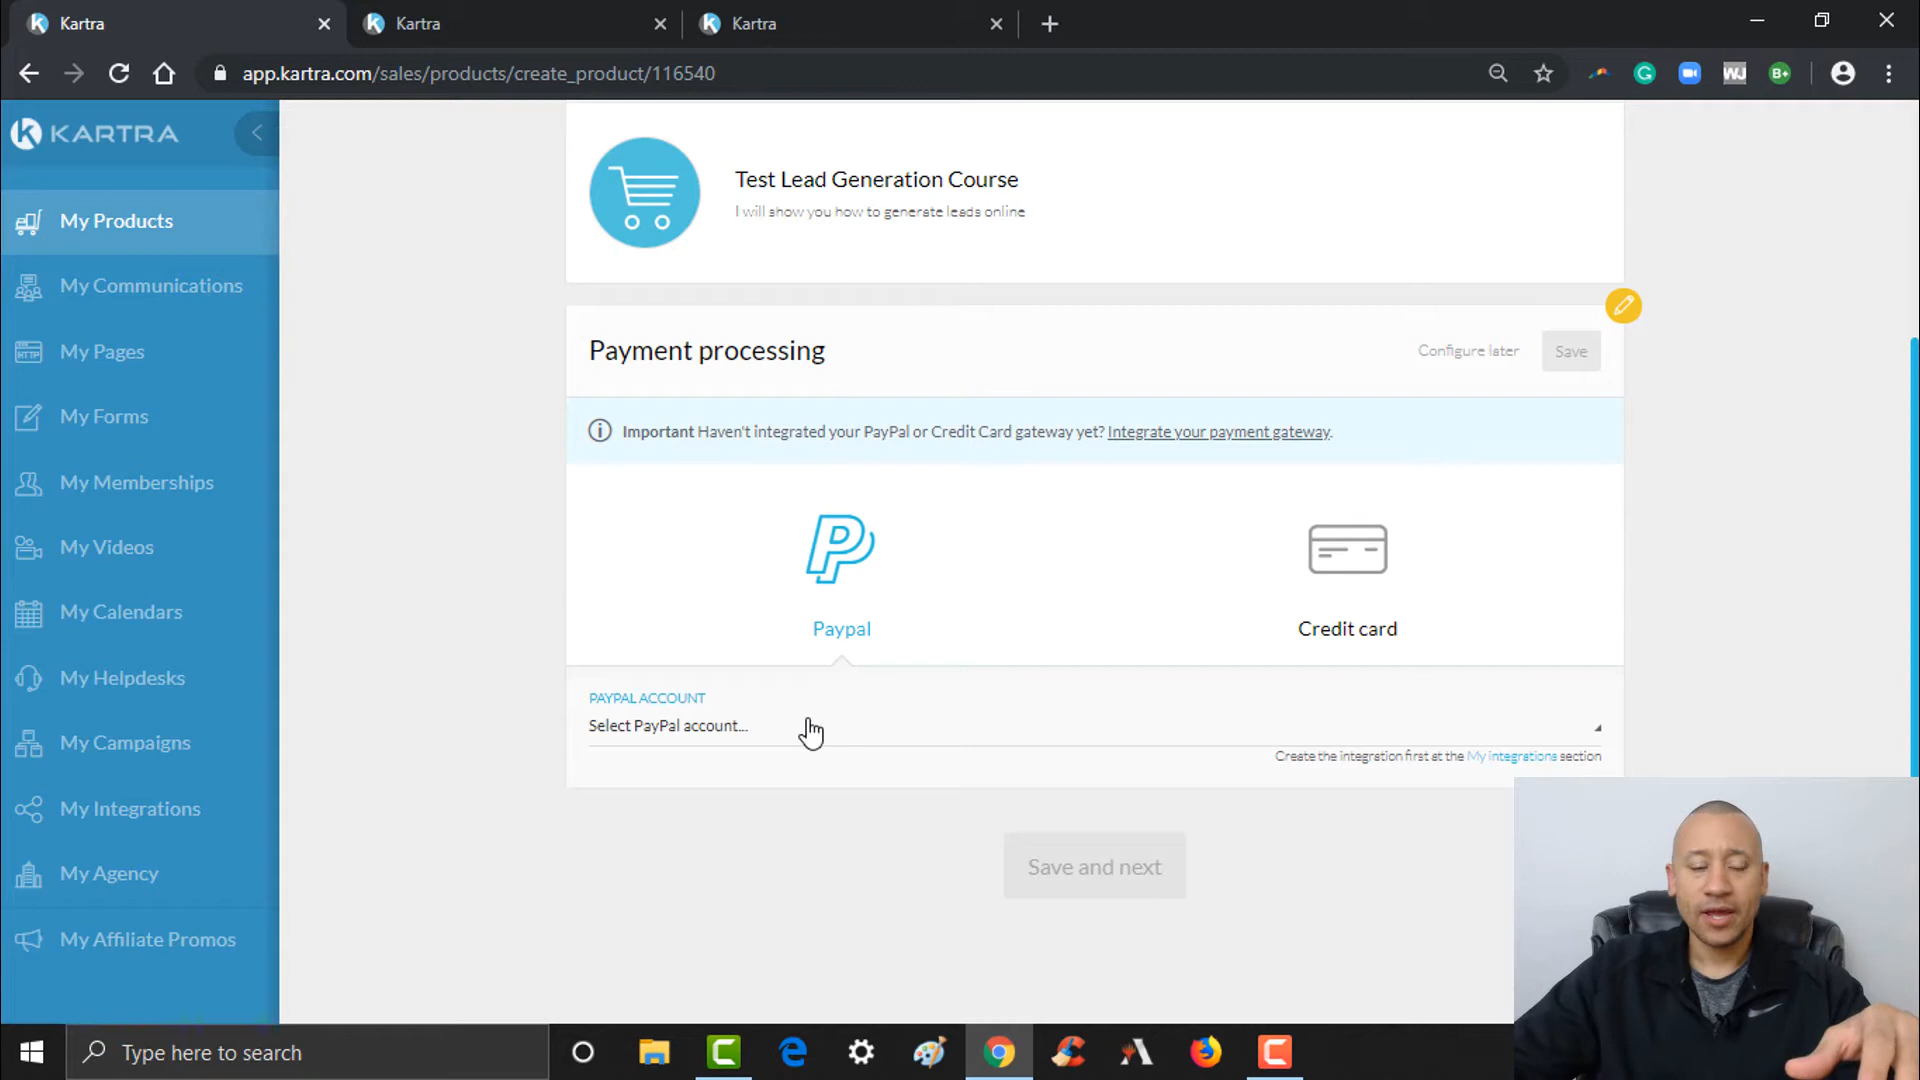 Kartra
Kartra
Kartra
app.kartra.com/sales/products/create_product/116540
KARTRA
My Products
My Communications
HTTP
My Pages
My Forms
My Memberships
My Videos
My Calendars
My Helpdesks
My Campaigns
My Integrations
My Agency
My Affiliate Promos
Test Lead Generation Course
I will show you how to generate leads online
Payment processing
Configure later
Save
Important Haven't integrated your PayPal or Credit Card gateway yet? Integrate your payment gateway.
Paypal
Credit card
PAYPAL ACCOUNT
Select PayPal account...
Create the integration first at the My integrations section
Save and next
Type here to search